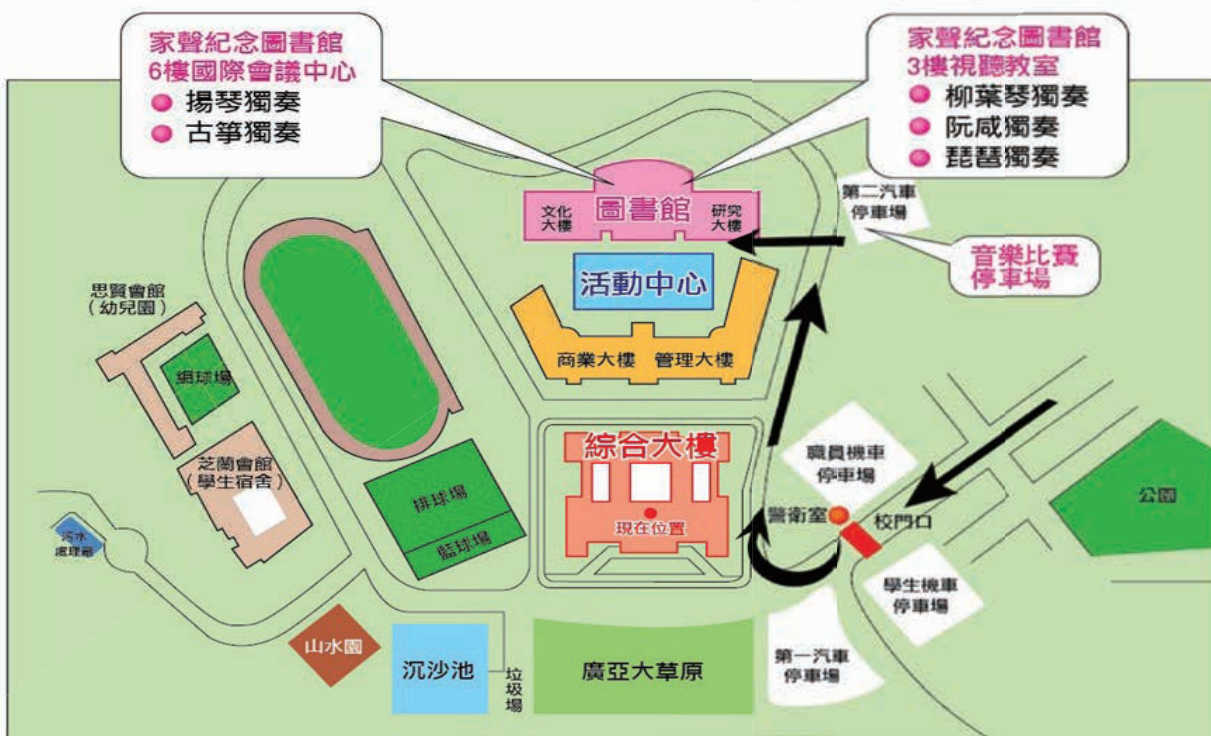 家聲紀念圖書館
6樓國際會議中心
揚琴獨奏
古箏獨奏
家聲紀念圖書館
3樓視聽教室
柳葉琴獨奏
阮咸獨奏
琵琶獨奏
第二汽車
停車場
音樂比賽
停車場
文化
大樓
圖書館
研究
大樓
活動中心
商業大樓
管理大樓
思賢會館
(幼兒園)
網球場
芝蘭會館
(學生宿舍)
排球場
籃球場
綜合大樓
現在位置
職員機車
停車場
警衛室
校門口
公園
學生機車
停車場
第一汽車
停車場
污水
處理廠
山水園
沉沙池
垃圾場
廣亞大草原